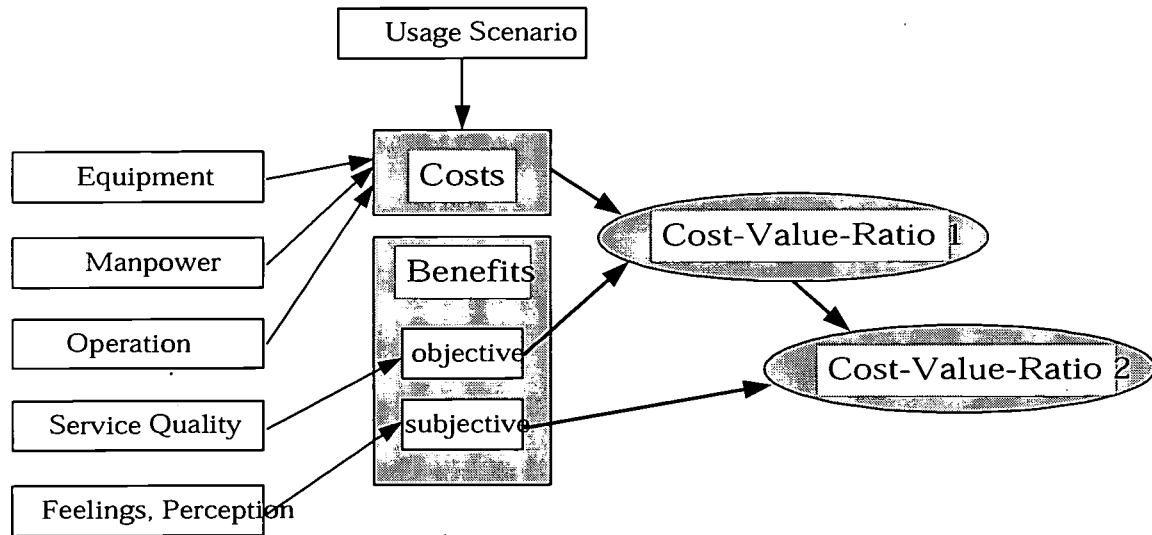 Usage Scenario
Equipment
Costs
Manpower
Cost-Value-Ratio 1
Benefits
Operation
objective
Cost-Value-Ratio 2
Service Quality
subjective
Feelings, Perception